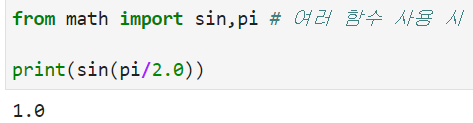 from math import sin,pi # 여러 함수 사용 시
print(sin(pi/2.0))
1.0